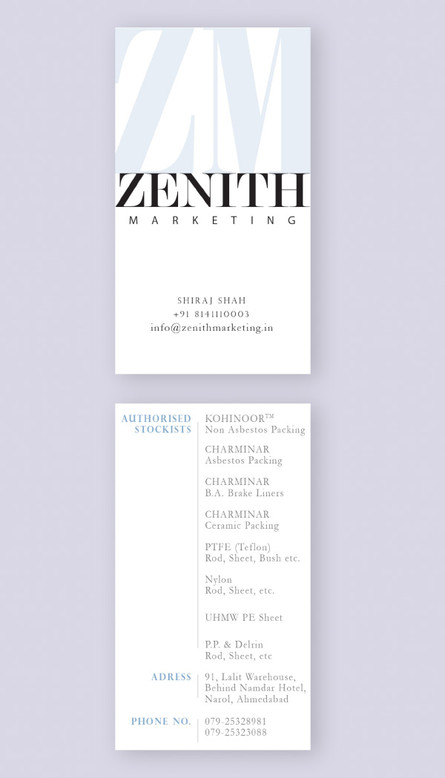 ZM
ZENITH
MARKETING
SHIRAJ SHAH
+91 8141110003
info@zenithmarketing.in
AUTHORISED
STOCKISTS
KOHINOOR™
Non Asbestos Packing
CHARMINAR
Asbestos Packing
CHARMINAR
B.A. Brake Liners
CHARMINAR
Ceramic Packing
PTFE (Teflon)
Rod, Sheet, Bush etc.
Nylon
Rod, Sheet, etc.
UHMW PE Sheet
P.P. & Delrin
Rod, Sheet, etc
ADRESS
91, Lalit Warehouse,
Behind Namdar Hotel,
Narol, Ahmedabad
PHONE NO.
079-25328981
079-25323088